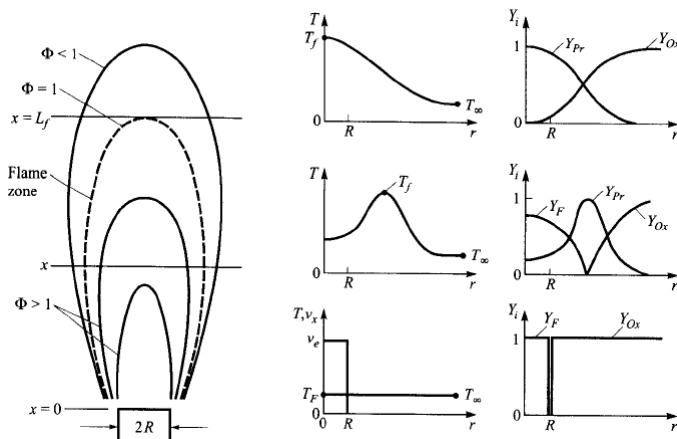 Φ < 1
Φ = 1
x = L_f
Flame
zone
x
Φ > 1
x = 0
2R
T
T_f
T_∞
0
R
r
Y_i
1
Y_Pr
Y_Ox
0
R
r
T
T_f
T_∞
0
R
r
Y_i
1
Y_F
Y_Pr
Y_Ox
0
R
r
T, v_x
v_e
T_F
T_∞
0
R
r
Y_i
Y_F
Y_Ox
1
0
R
r